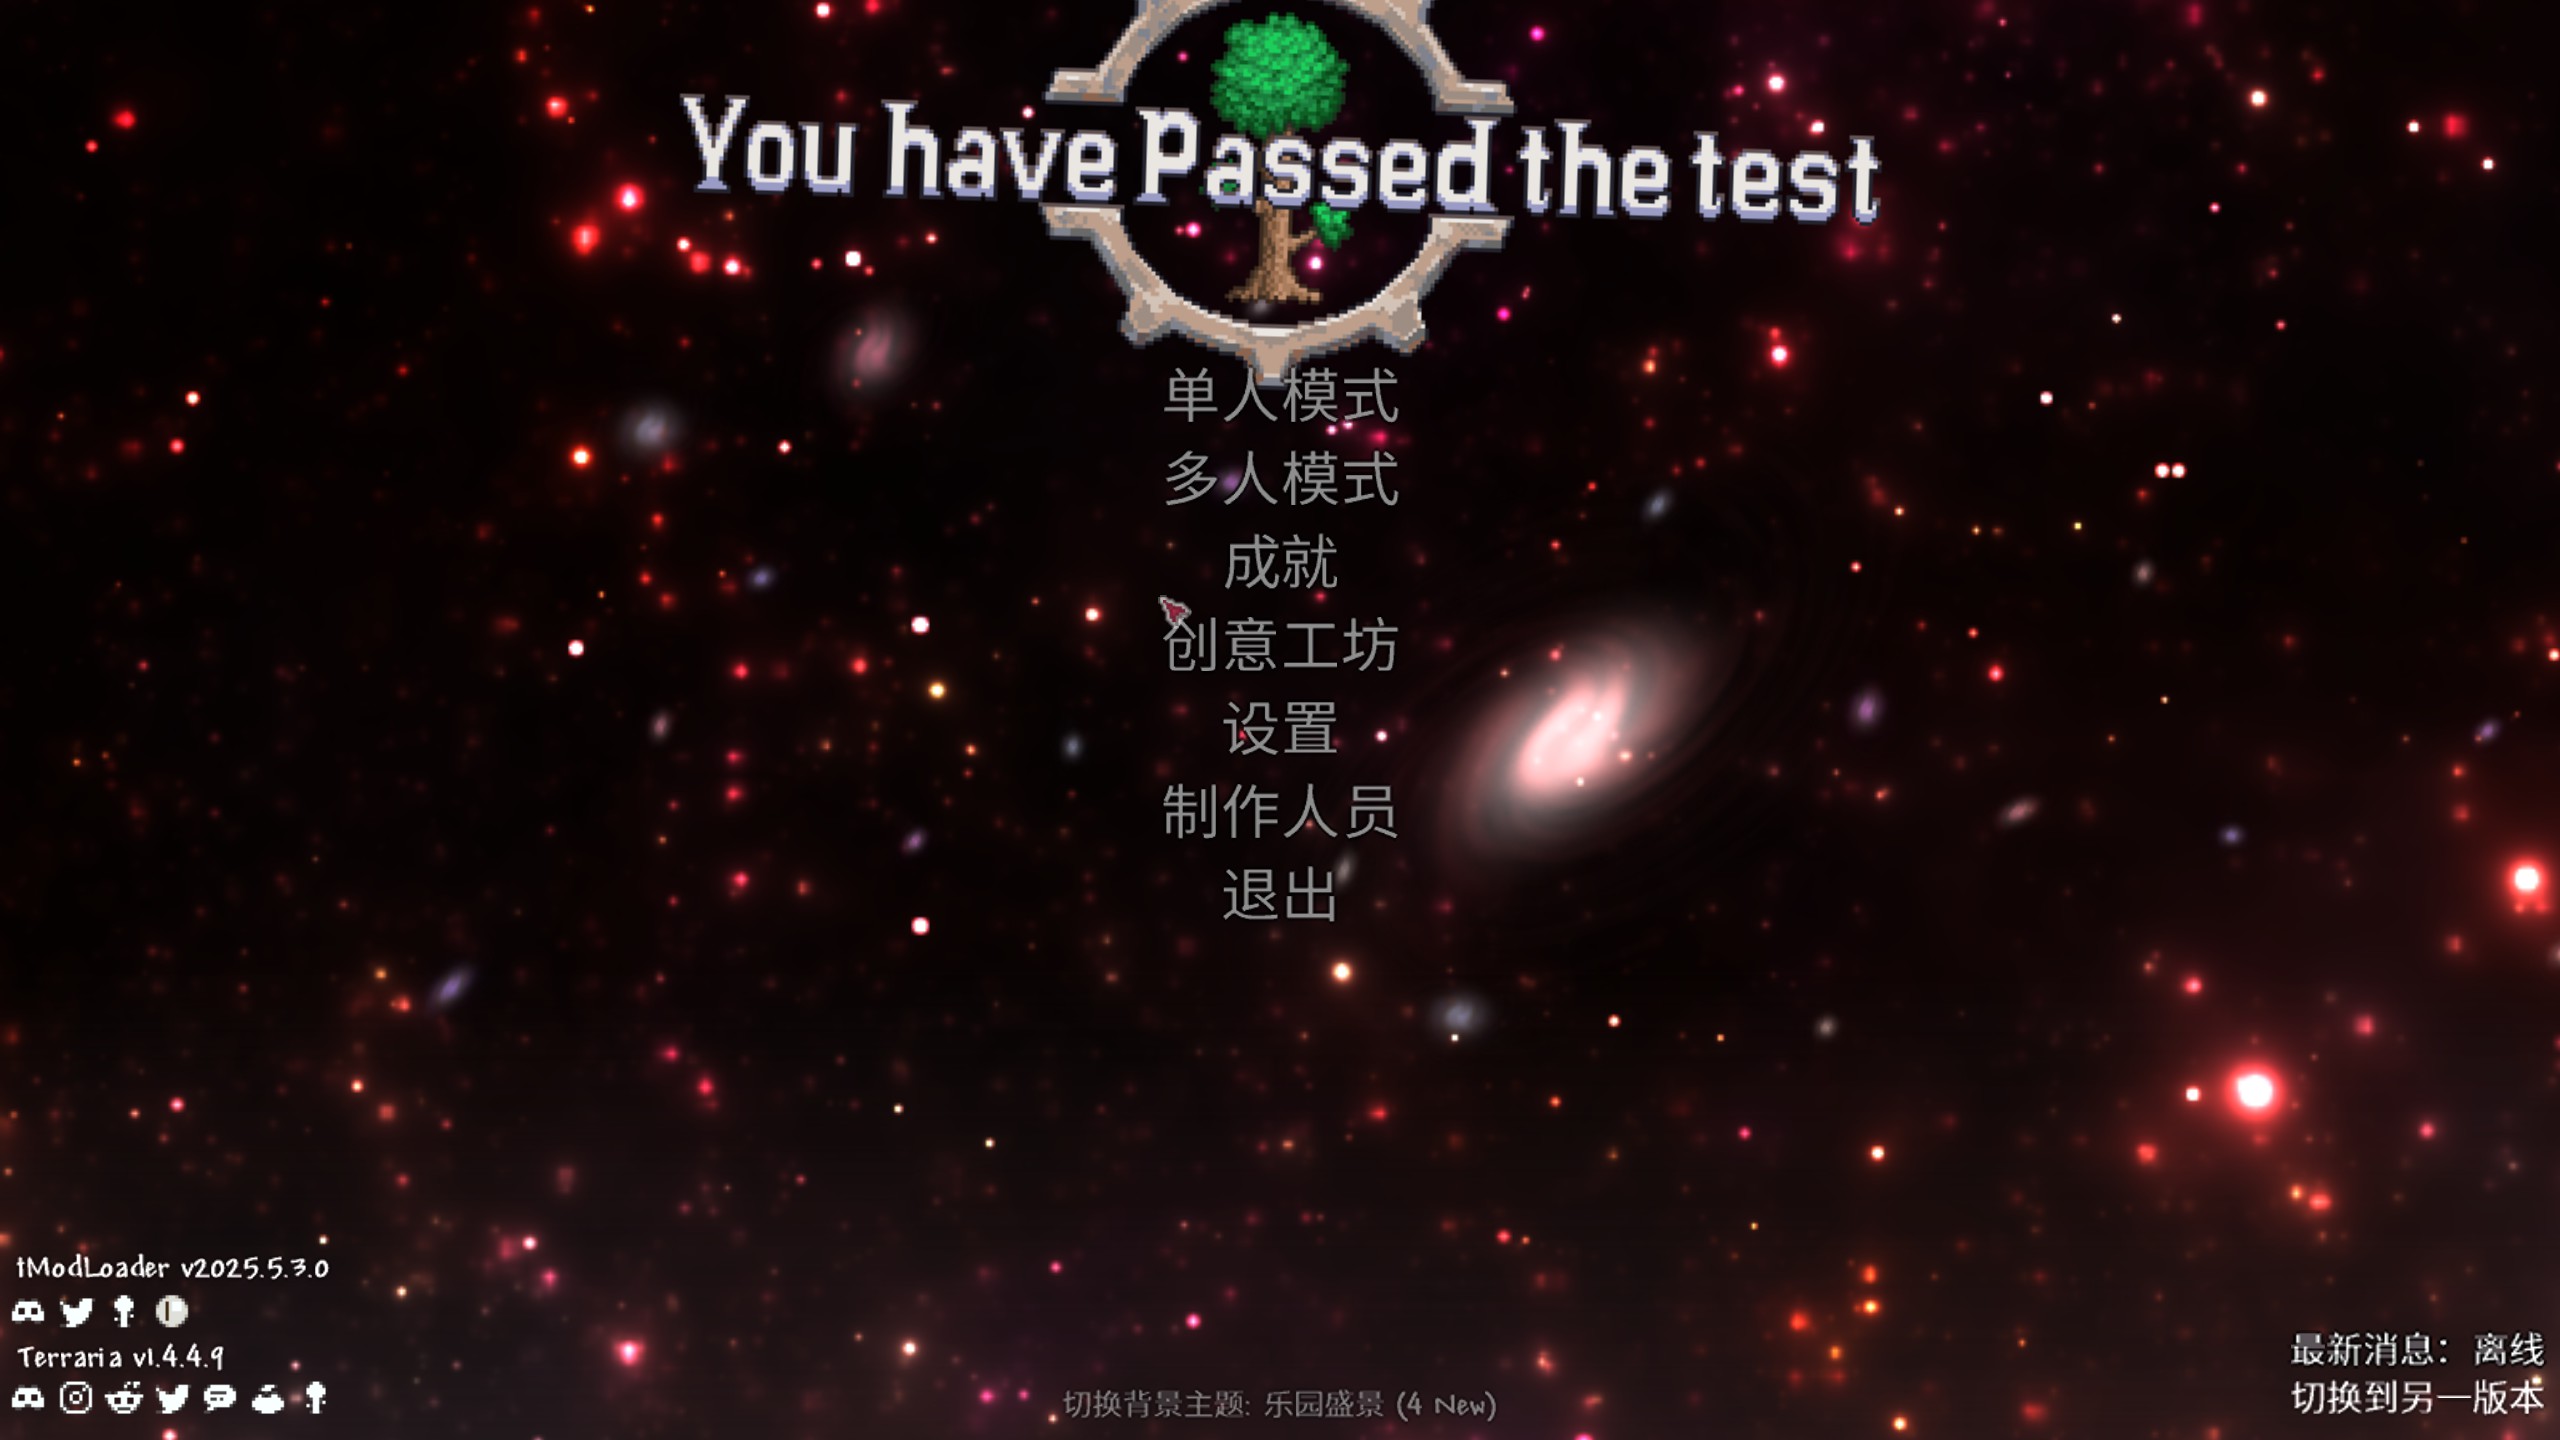 You have Passed the test
单人模式
多人模式
成就
创意工坊
设置
制作人员
退出
tModLoader v2025.5.3.0
Terraria v1.4.4.9
切换背景主题: 乐园盛景 (4 New)
最新消息：离线
切换到另一版本